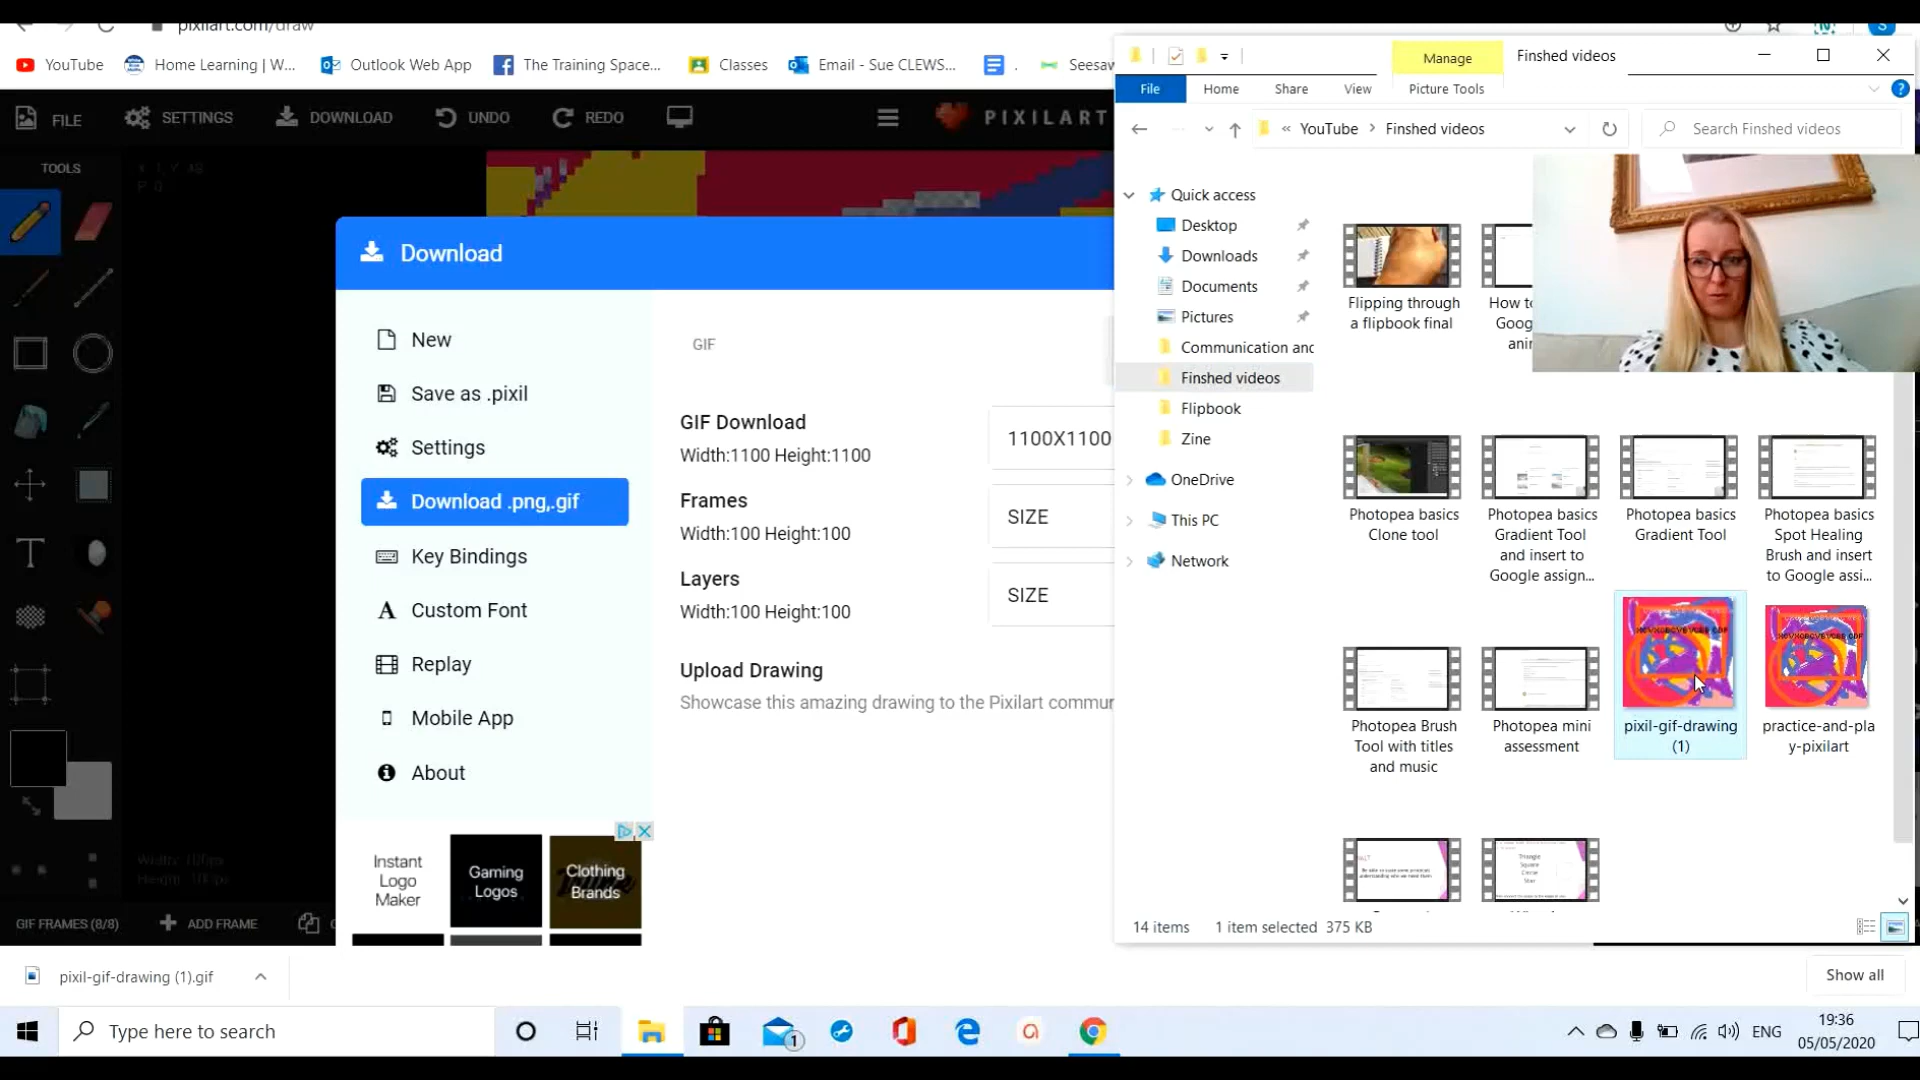 pixilart.com/draw
YouTube
Home Learning | W...
Outlook Web App
The Training Space...
Classes
Email - Sue CLEWS...
.
Seesaw
FILE
SETTINGS
DOWNLOAD
UNDO
REDO
PIXILART
TOOLS
Download
New
Save as .pixil
Settings
Download .png,.gif
Key Bindings
Custom Font
Replay
Mobile App
About
Instant
Logo
Maker
Gaming
Logos
Clothing
Brands
GIF
GIF Download
Width:1100 Height:1100
1100X1100
Frames
Width:100 Height:100
SIZE
Layers
Width:100 Height:100
SIZE
Upload Drawing
Showcase this amazing drawing to the Pixilart commur
GIF FRAMES (8/8)
ADD FRAME
Manage
Finshed videos
File
Home
Share
View
Picture Tools
« YouTube > Finshed videos
Search Finshed videos
Quick access
Desktop
Downloads
Documents
Pictures
Communication and
Finshed videos
Flipbook
Zine
OneDrive
This PC
Network
Flipping through
a flipbook final
How to
Goog
anir
Photopea basics
Clone tool
Photopea basics
Gradient Tool
and insert to
Google assign...
Photopea basics
Gradient Tool
Photopea basics
Spot Healing
Brush and insert
to Google assi...
Photopea Brush
Tool with titles
and music
Photopea mini
assessment
pixil-gif-drawing
(1)
practice-and-pla
y-pixilart
Triangle
Square
Circle
Star
14 items
1 item selected 375 KB
pixil-gif-drawing (1).gif
Show all
Type here to search
1
ENG
19:36
05/05/2020